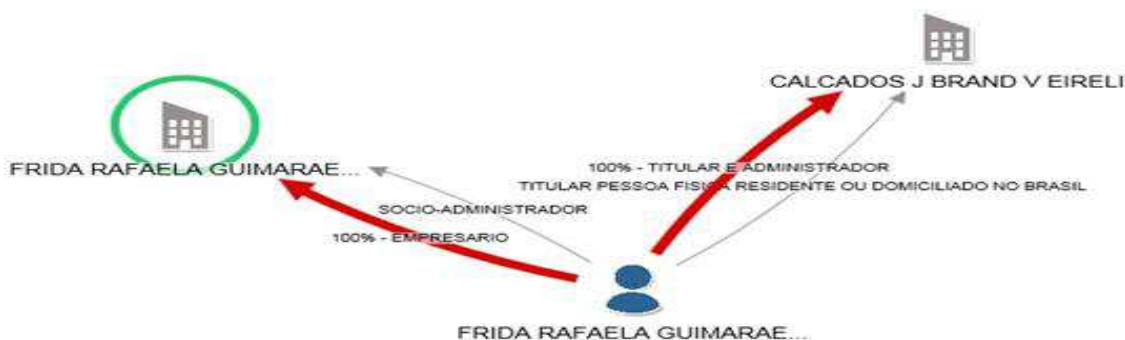 CALCADOS J BRAND V EIRELI
FRIDA RAFAELA GUIMARAE...
100% - TITULAR E ADMINISTRADOR
TITULAR PESSOA FISICA RESIDENTE OU DOMICILIADO NO BRASIL
SOCIO-ADMINISTRADOR
100% - EMPRESARIO
FRIDA RAFAELA GUIMARAE...